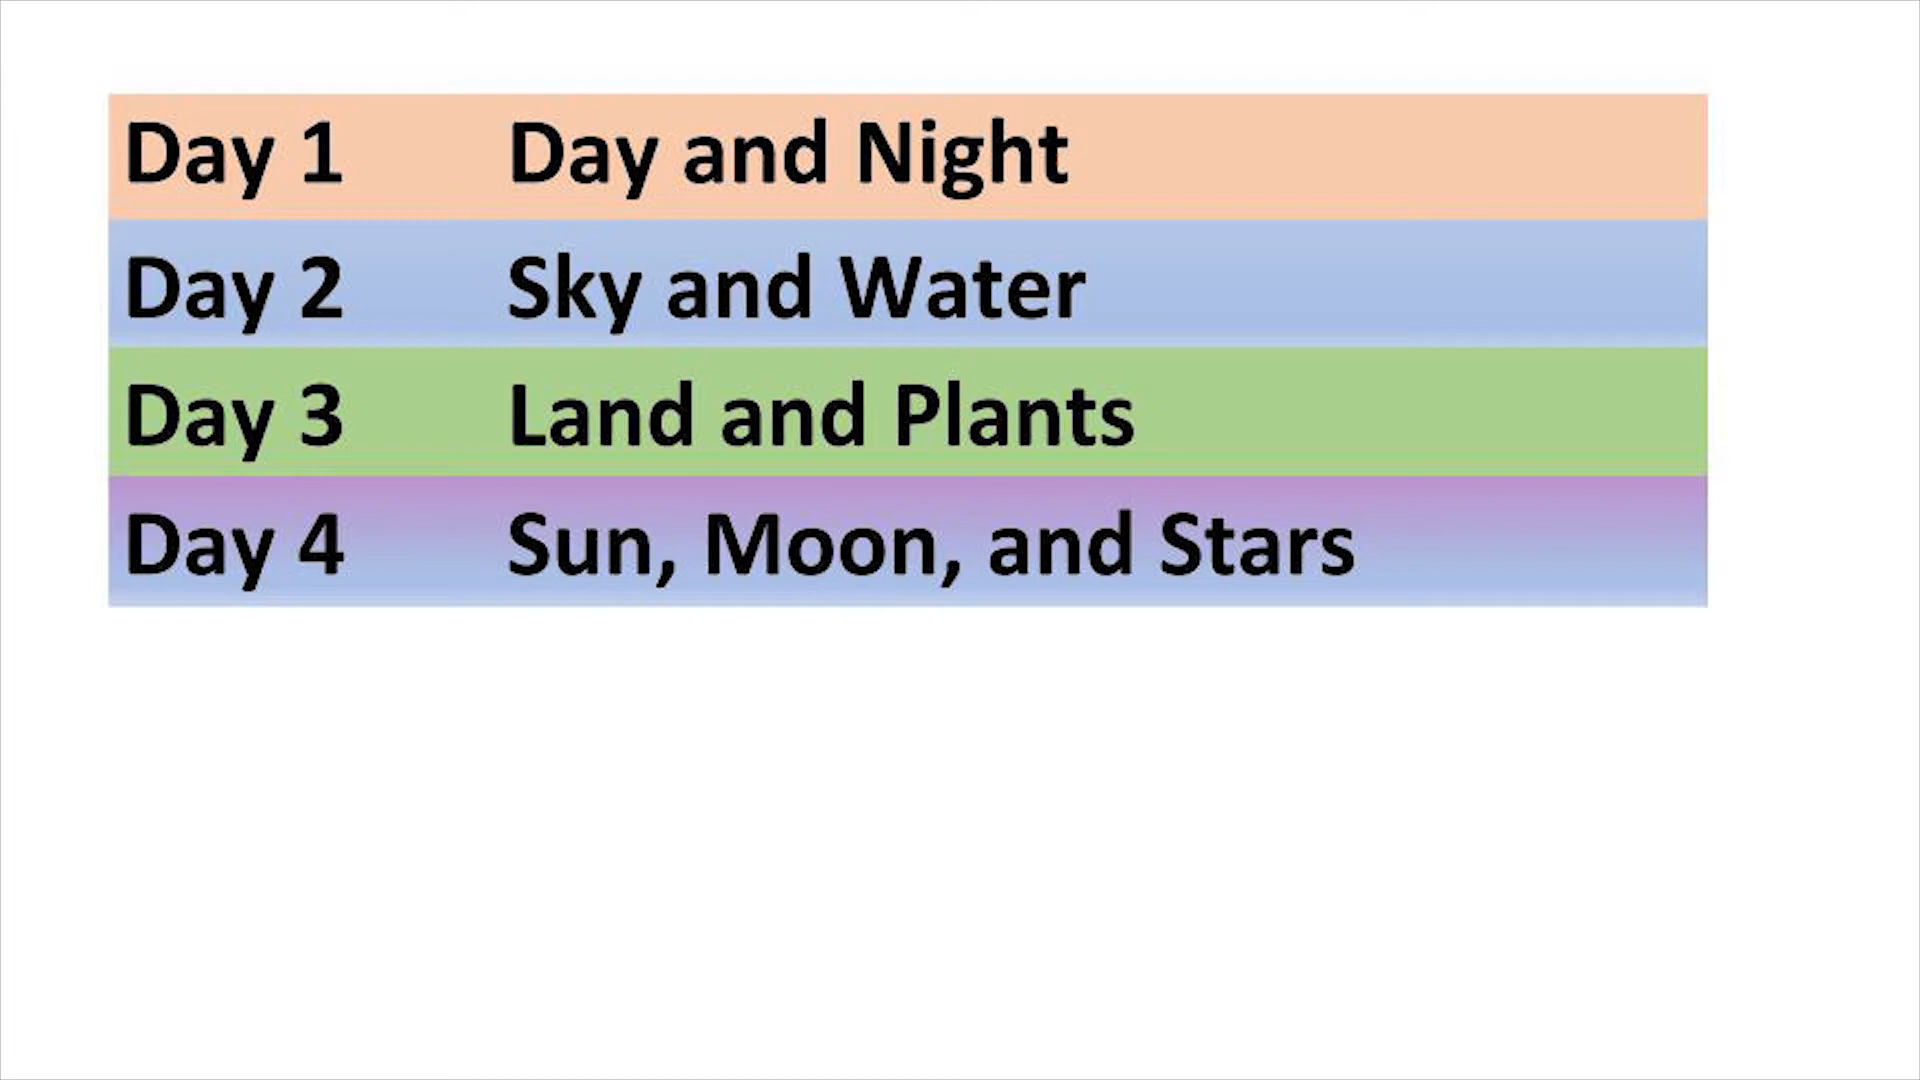 Day 1 Day and Night
Day 2 Sky and Water
Day 3 Land and Plants
Day 4 Sun, Moon, and Stars